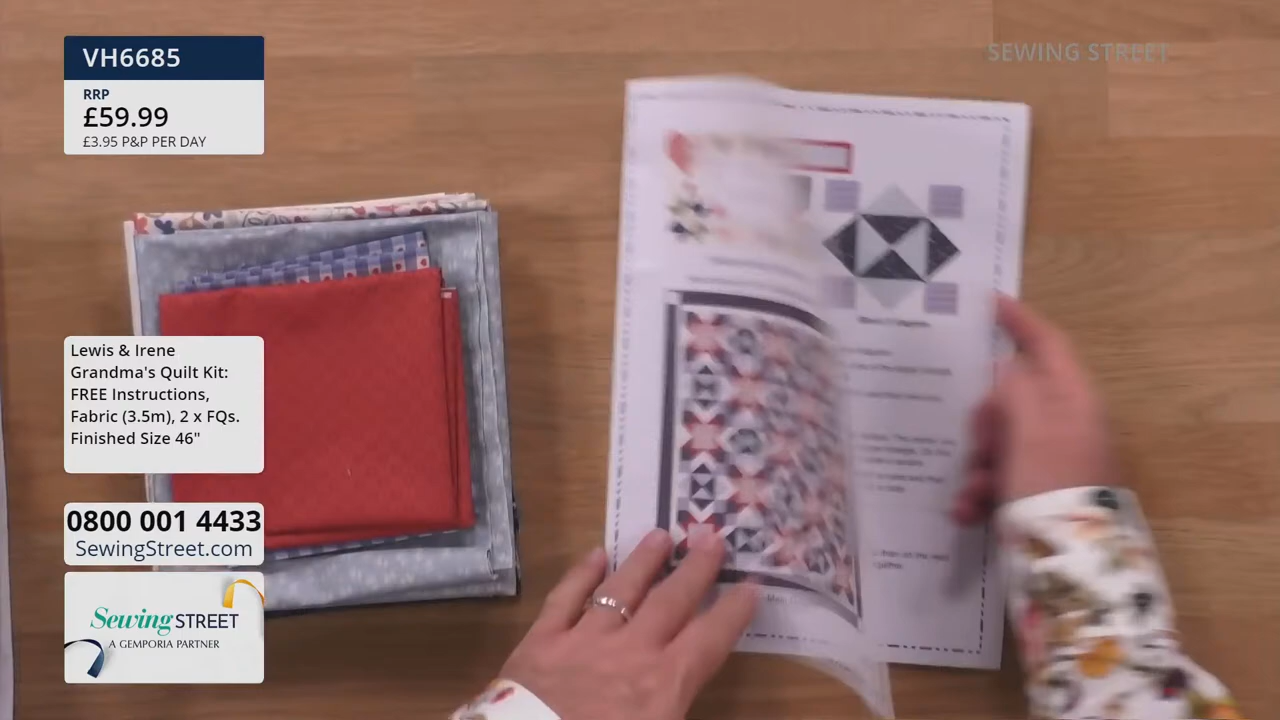 VH6685
RRP
£59.99
£3.95 P&P PER DAY
SEWING STREET
Lewis & Irene
Grandma's Quilt Kit:
FREE Instructions,
Fabric (3.5m), 2 x FQs.
Finished Size 46"
0800 001 4433
SewingStreet.com
Sewing STREET
A GEMPORIA PARTNER